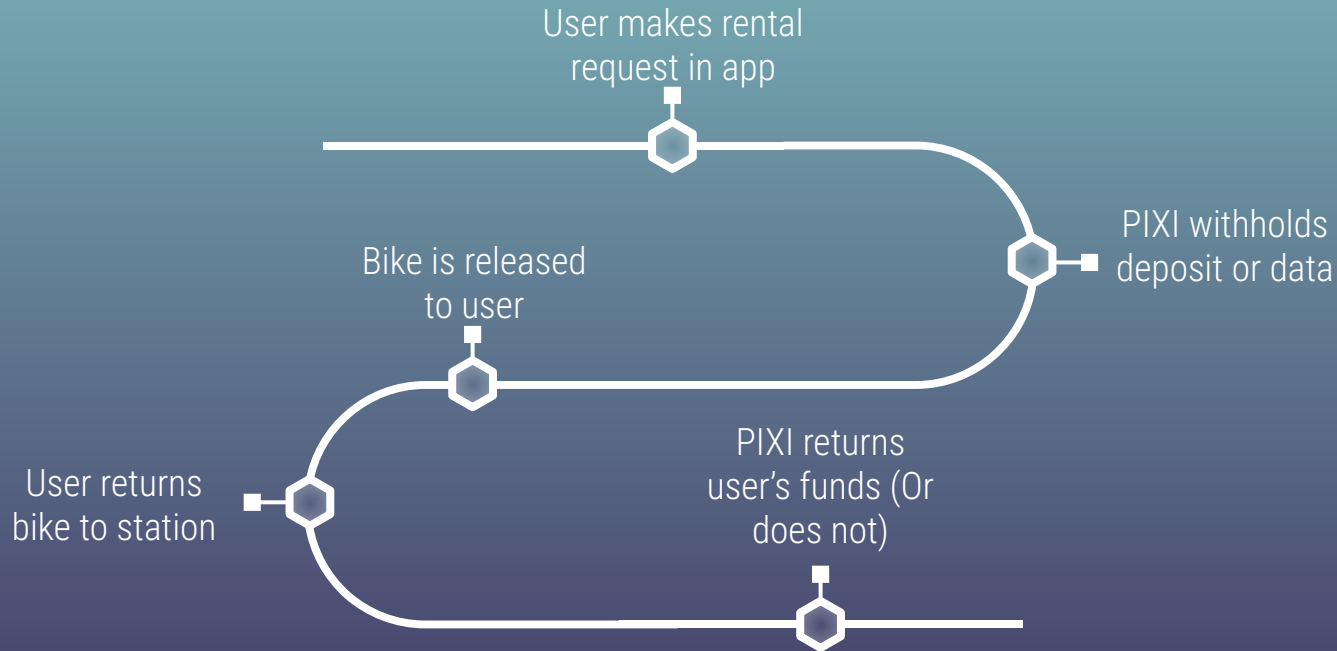 User makes rental
request in app
PIXI withholds
deposit or data
Bike is released
to user
User returns
bike to station
PIXI returns
user’s funds (Or
does not)